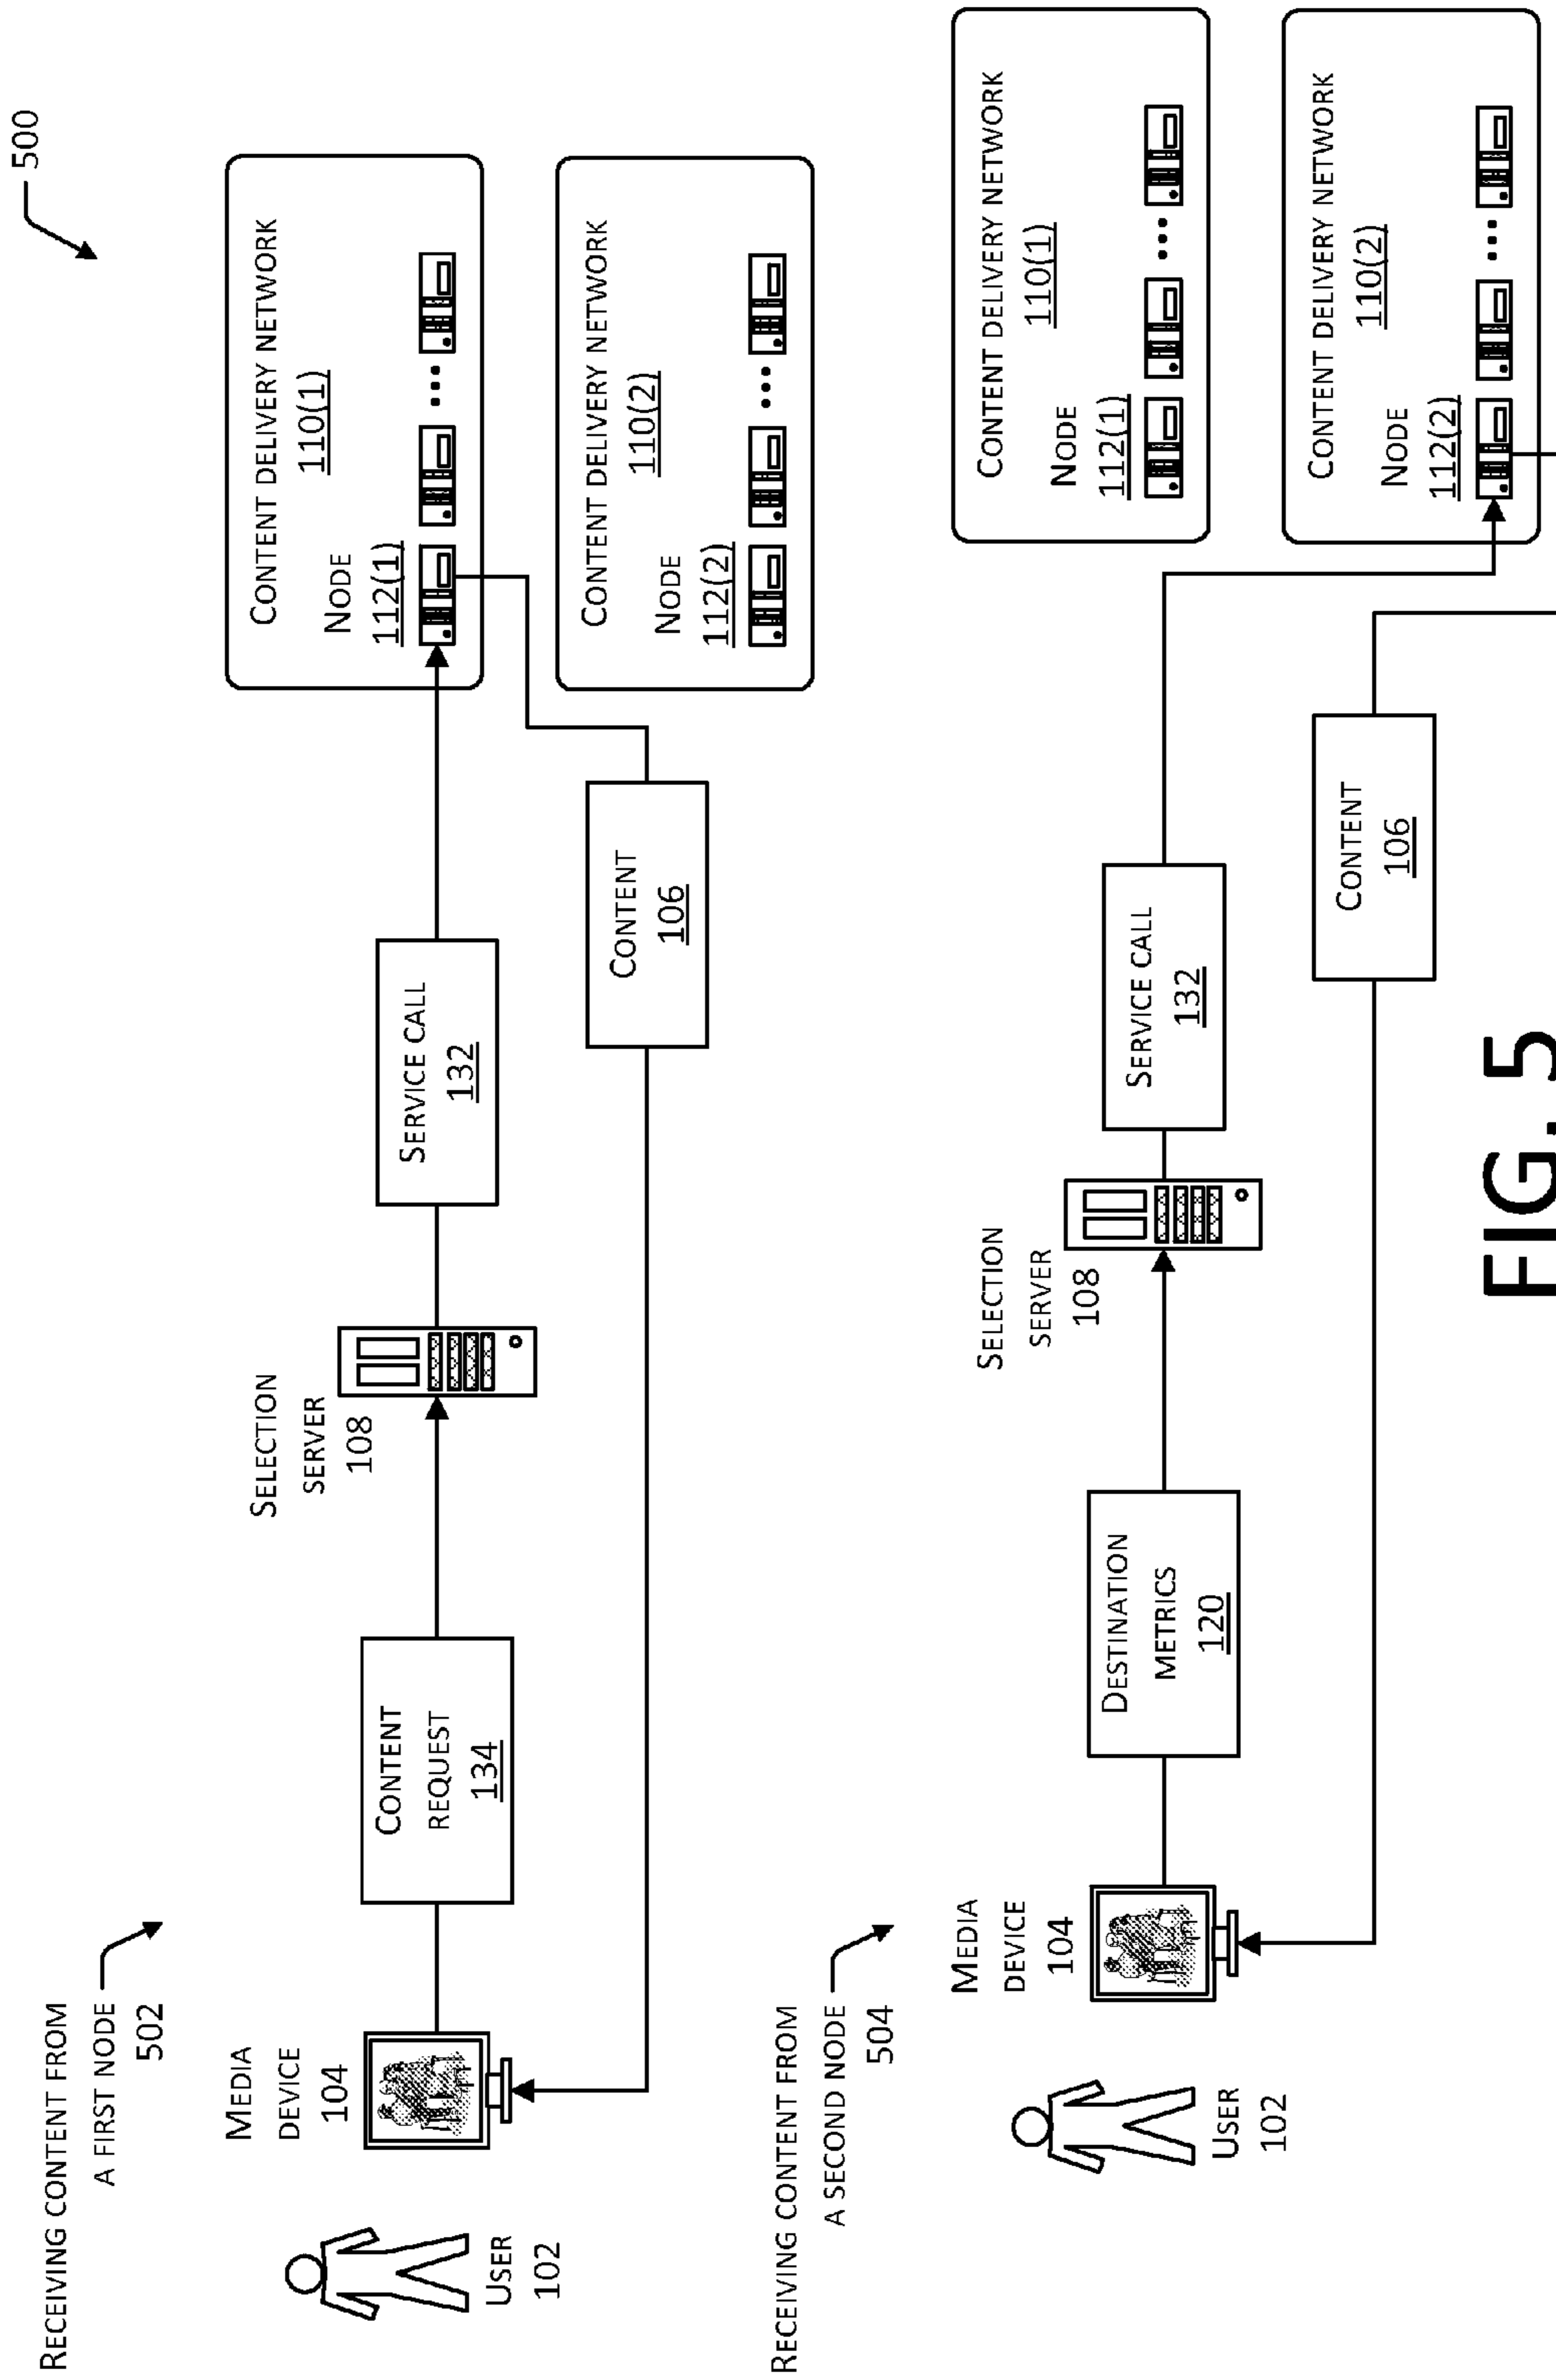 500
RECEIVING CONTENT FROM
A FIRST NODE
502
USER
102
MEDIA
DEVICE
104
CONTENT
REQUEST
134
SELECTION
SERVER
108
SERVICE CALL
132
CONTENT
106
CONTENT DELIVERY NETWORK
110(1)
NODE
112(1)
...
CONTENT DELIVERY NETWORK
110(2)
NODE
112(2)
...
RECEIVING CONTENT FROM
A SECOND NODE
504
USER
102
MEDIA
DEVICE
104
DESTINATION
METRICS
120
SELECTION
SERVER
108
SERVICE CALL
132
CONTENT
106
CONTENT DELIVERY NETWORK
110(1)
NODE
112(1)
...
CONTENT DELIVERY NETWORK
110(2)
NODE
112(2)
...
FIG. 5